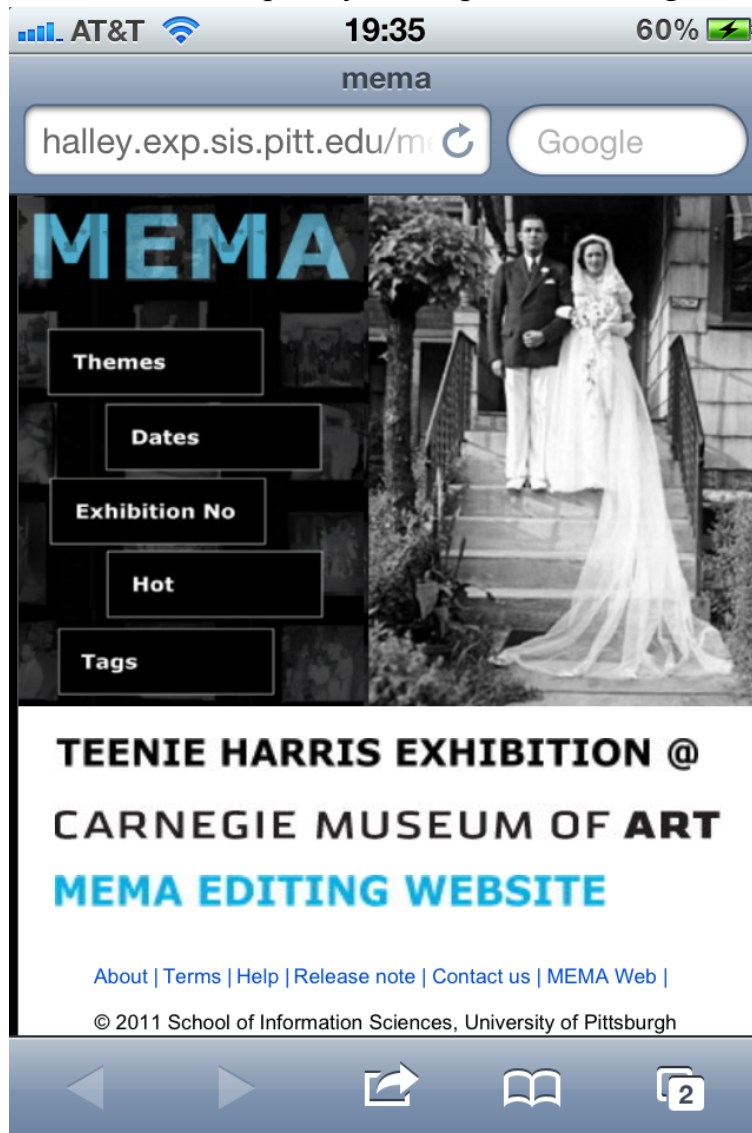 AT&T 19:35 60%
mema
halley.exp.sis.pitt.edu/m Google
MEMA
Themes
Dates
Exhibition No
Hot
Tags
TEENIE HARRIS EXHIBITION @
CARNEGIE MUSEUM OF ART
MEMA EDITING WEBSITE
About | Terms | Help | Release note | Contact us | MEMA Web |
© 2011 School of Information Sciences, University of Pittsburgh
2